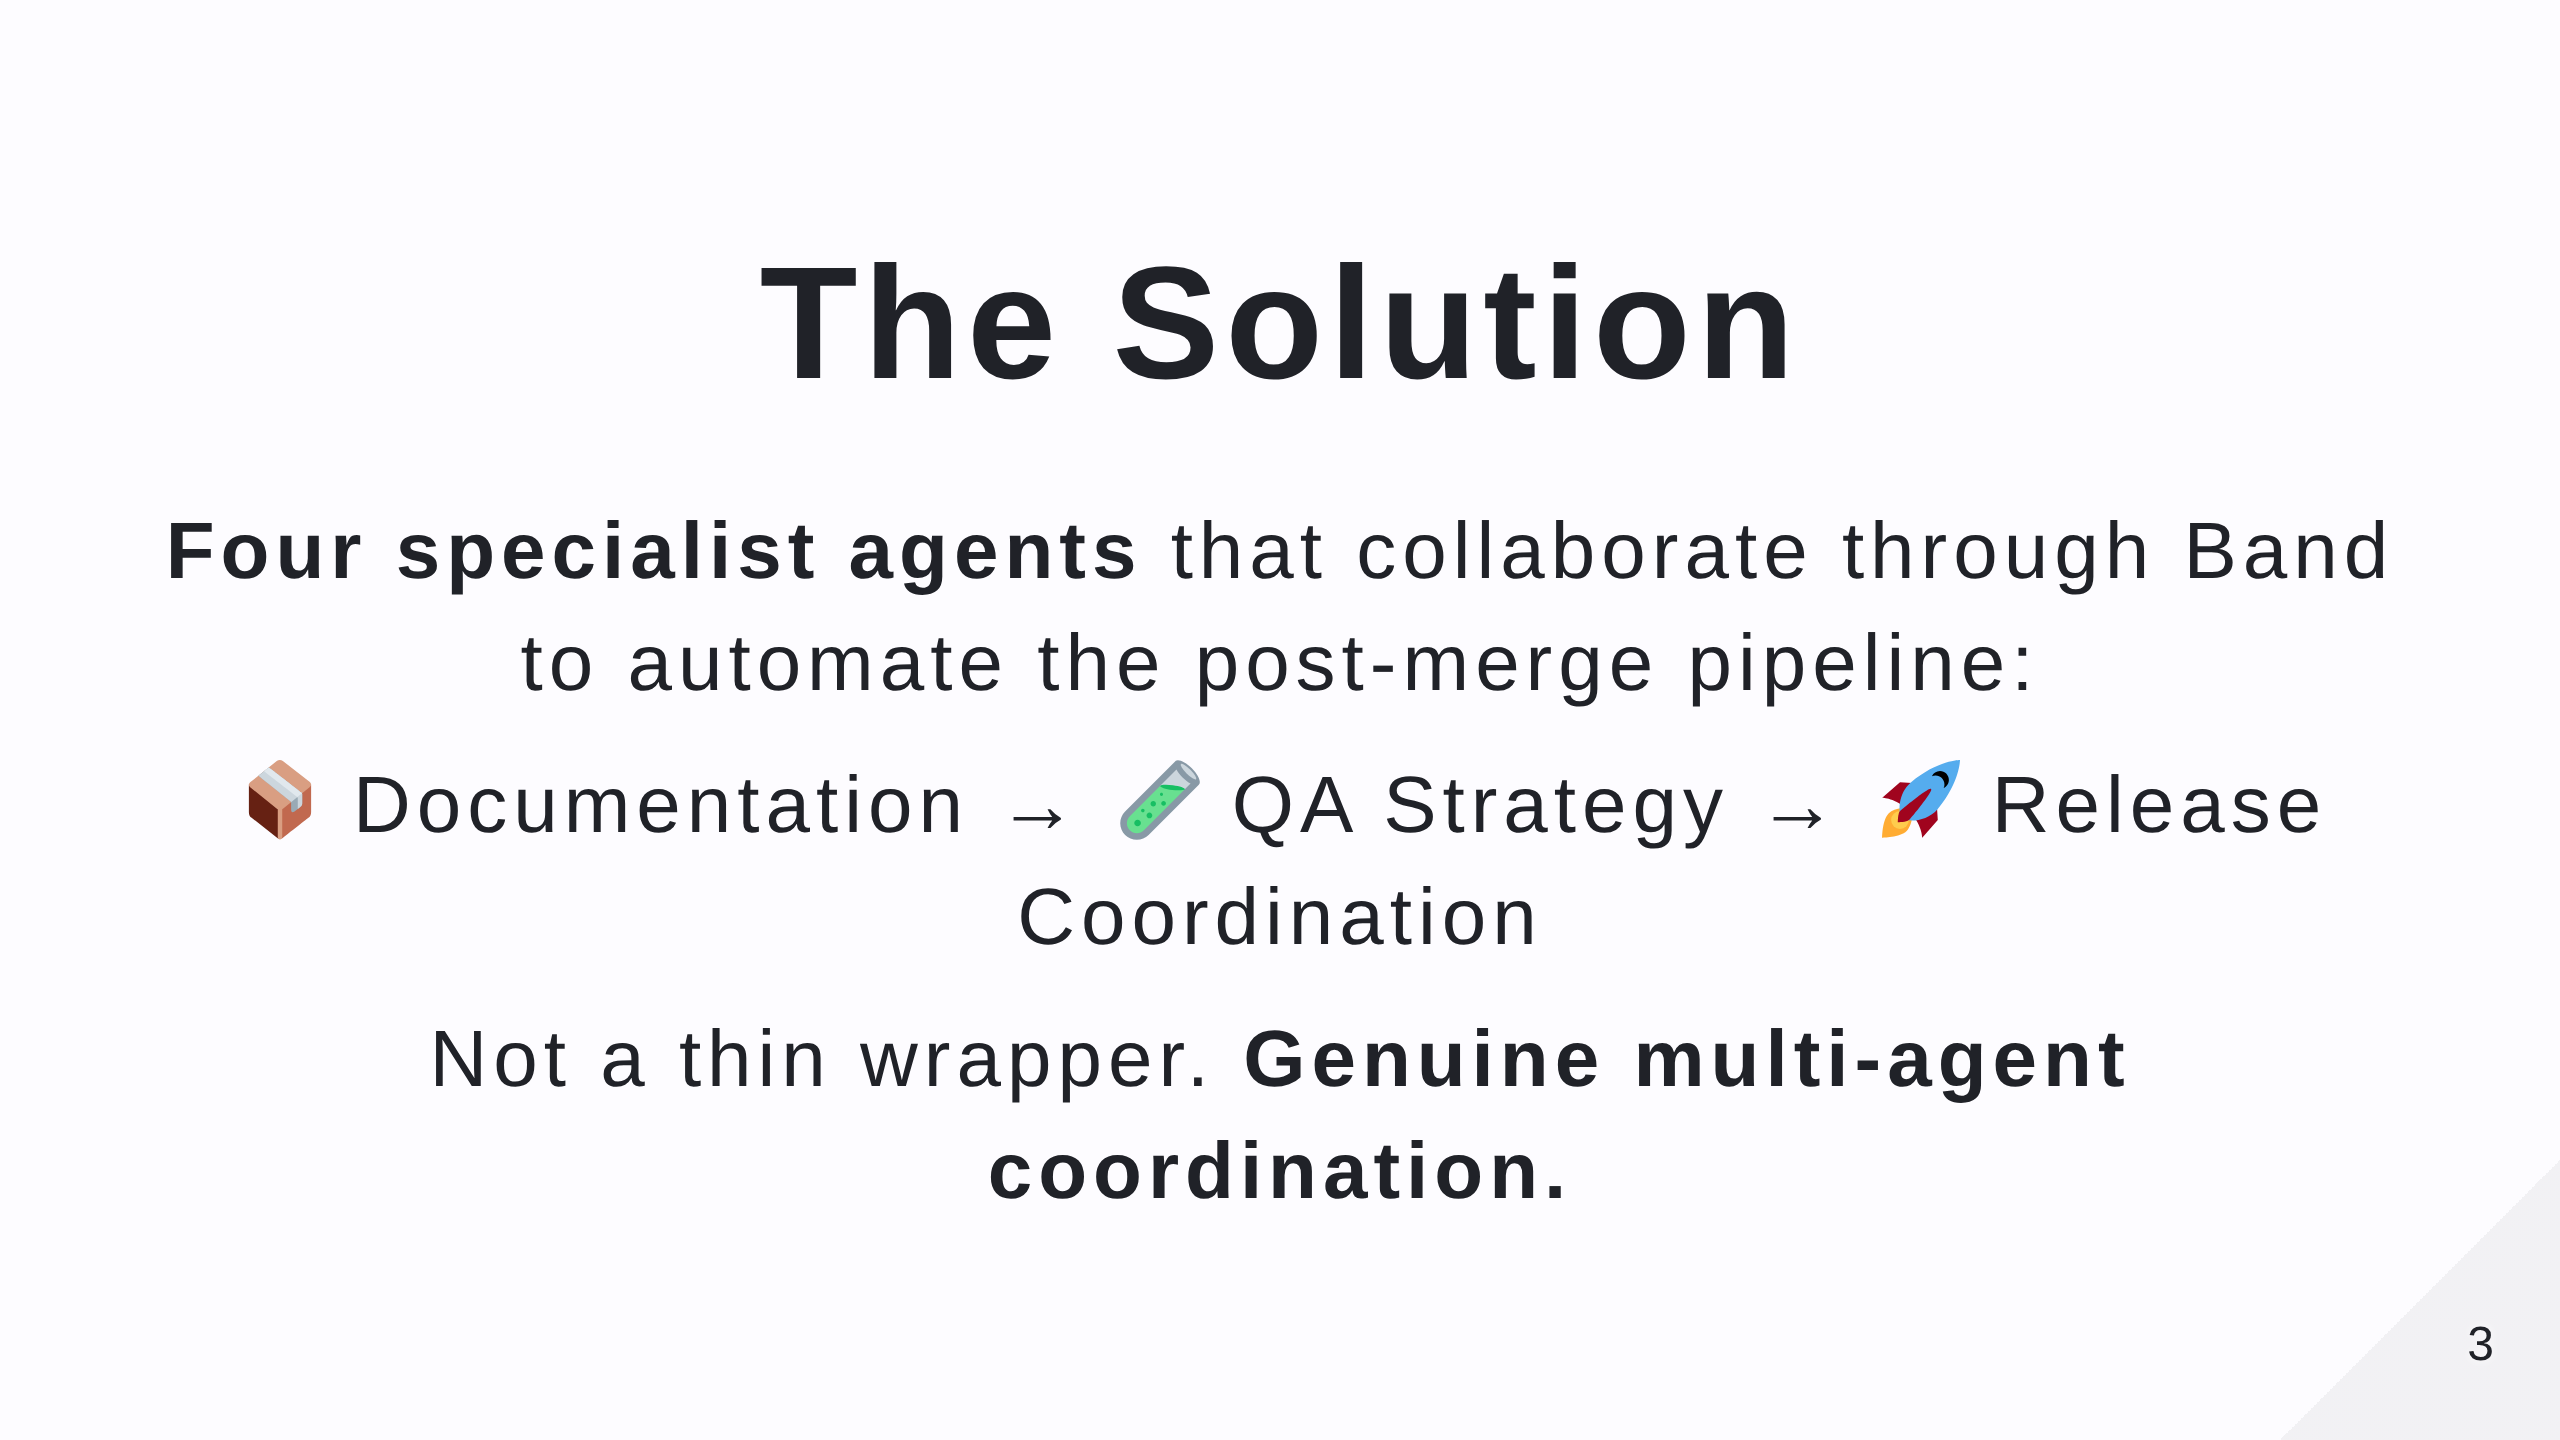 The Solution
Four specialist agents that collaborate through Band
to automate the post-merge pipeline:
📦 Documentation → 🧪 QA Strategy → 🚀 Release
Coordination
Not a thin wrapper. Genuine multi-agent
coordination.
3